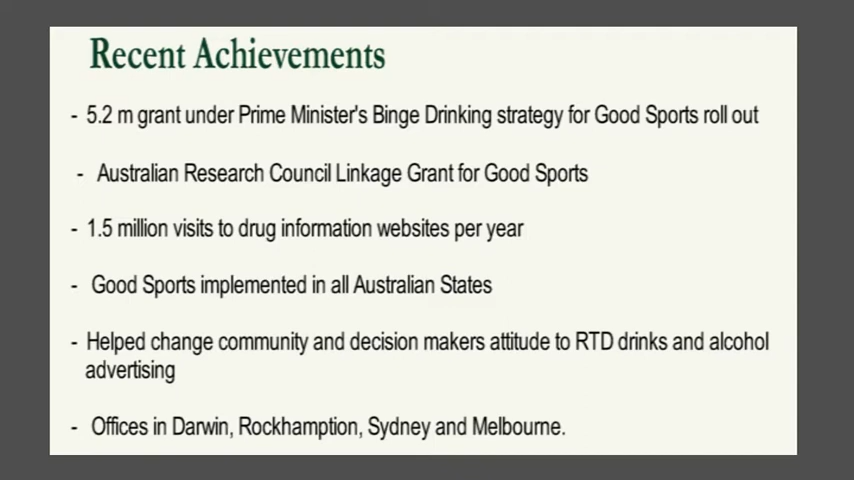 Recent Achievements
- 5.2 m grant under Prime Minister's Binge Drinking strategy for Good Sports roll out
- Australian Research Council Linkage Grant for Good Sports
- 1.5 million visits to drug information websites per year
- Good Sports implemented in all Australian States
- Helped change community and decision makers attitude to RTD drinks and alcohol
advertising
- Offices in Darwin, Rockhamption, Sydney and Melbourne.